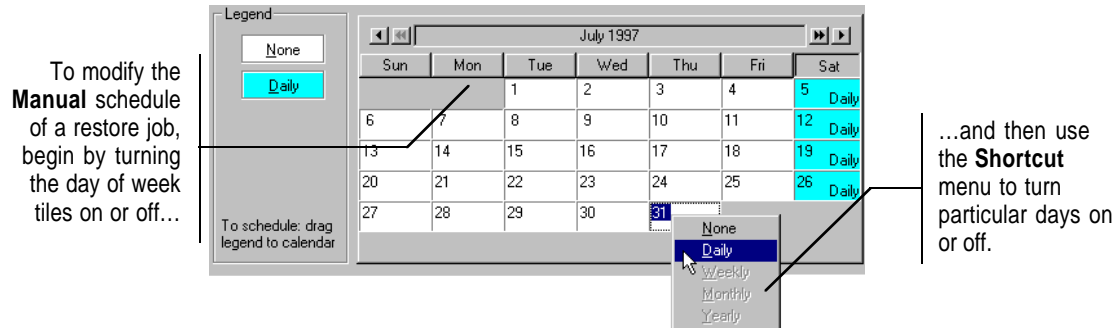 Legend
None
Daily
To schedule: drag
legend to calendar
To modify the
Manual schedule
of a restore job,
begin by turning
the day of week
tiles on or off…
July 1997
Sun Mon Tue Wed Thu Fri Sat
1 2 3 4 5 Daily
6 7 8 9 10 11 12 Daily
13 14 15 16 17 18 19 Daily
20 21 22 23 24 25 26 Daily
27 28 29 30 31
None
Daily
Weekly
Monthly
Yearly
…and then use
the Shortcut
menu to turn
particular days on
or off.